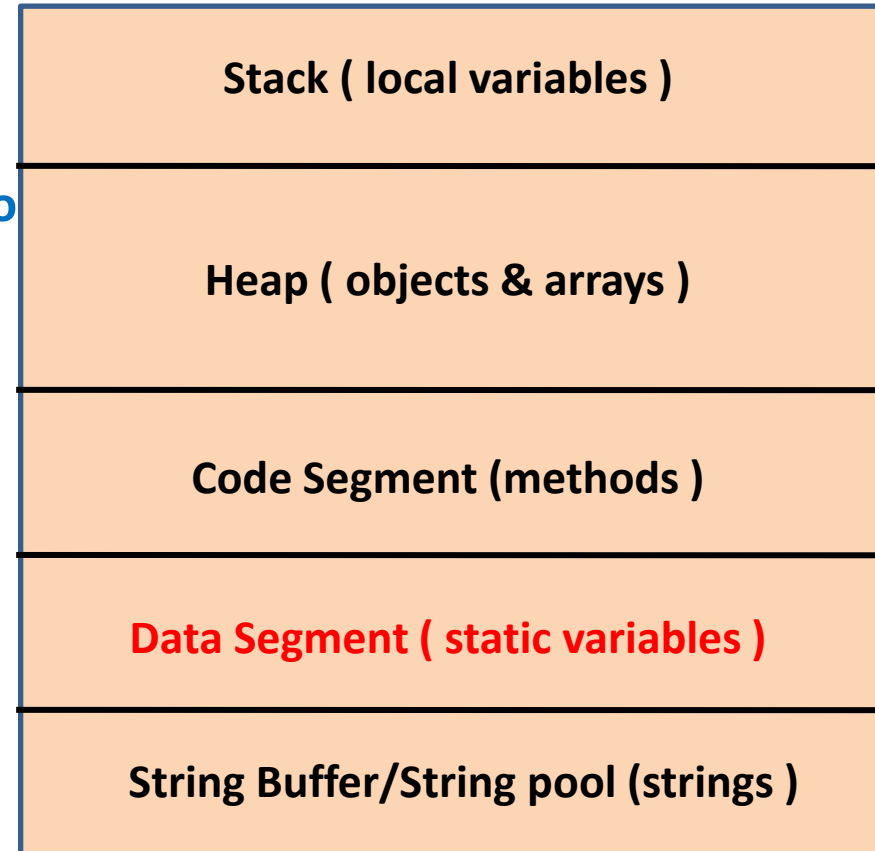 Stack ( local variables )
o
Heap ( objects & arrays )
Code Segment (methods )
Data Segment ( static variables )
String Buffer/String pool (strings )